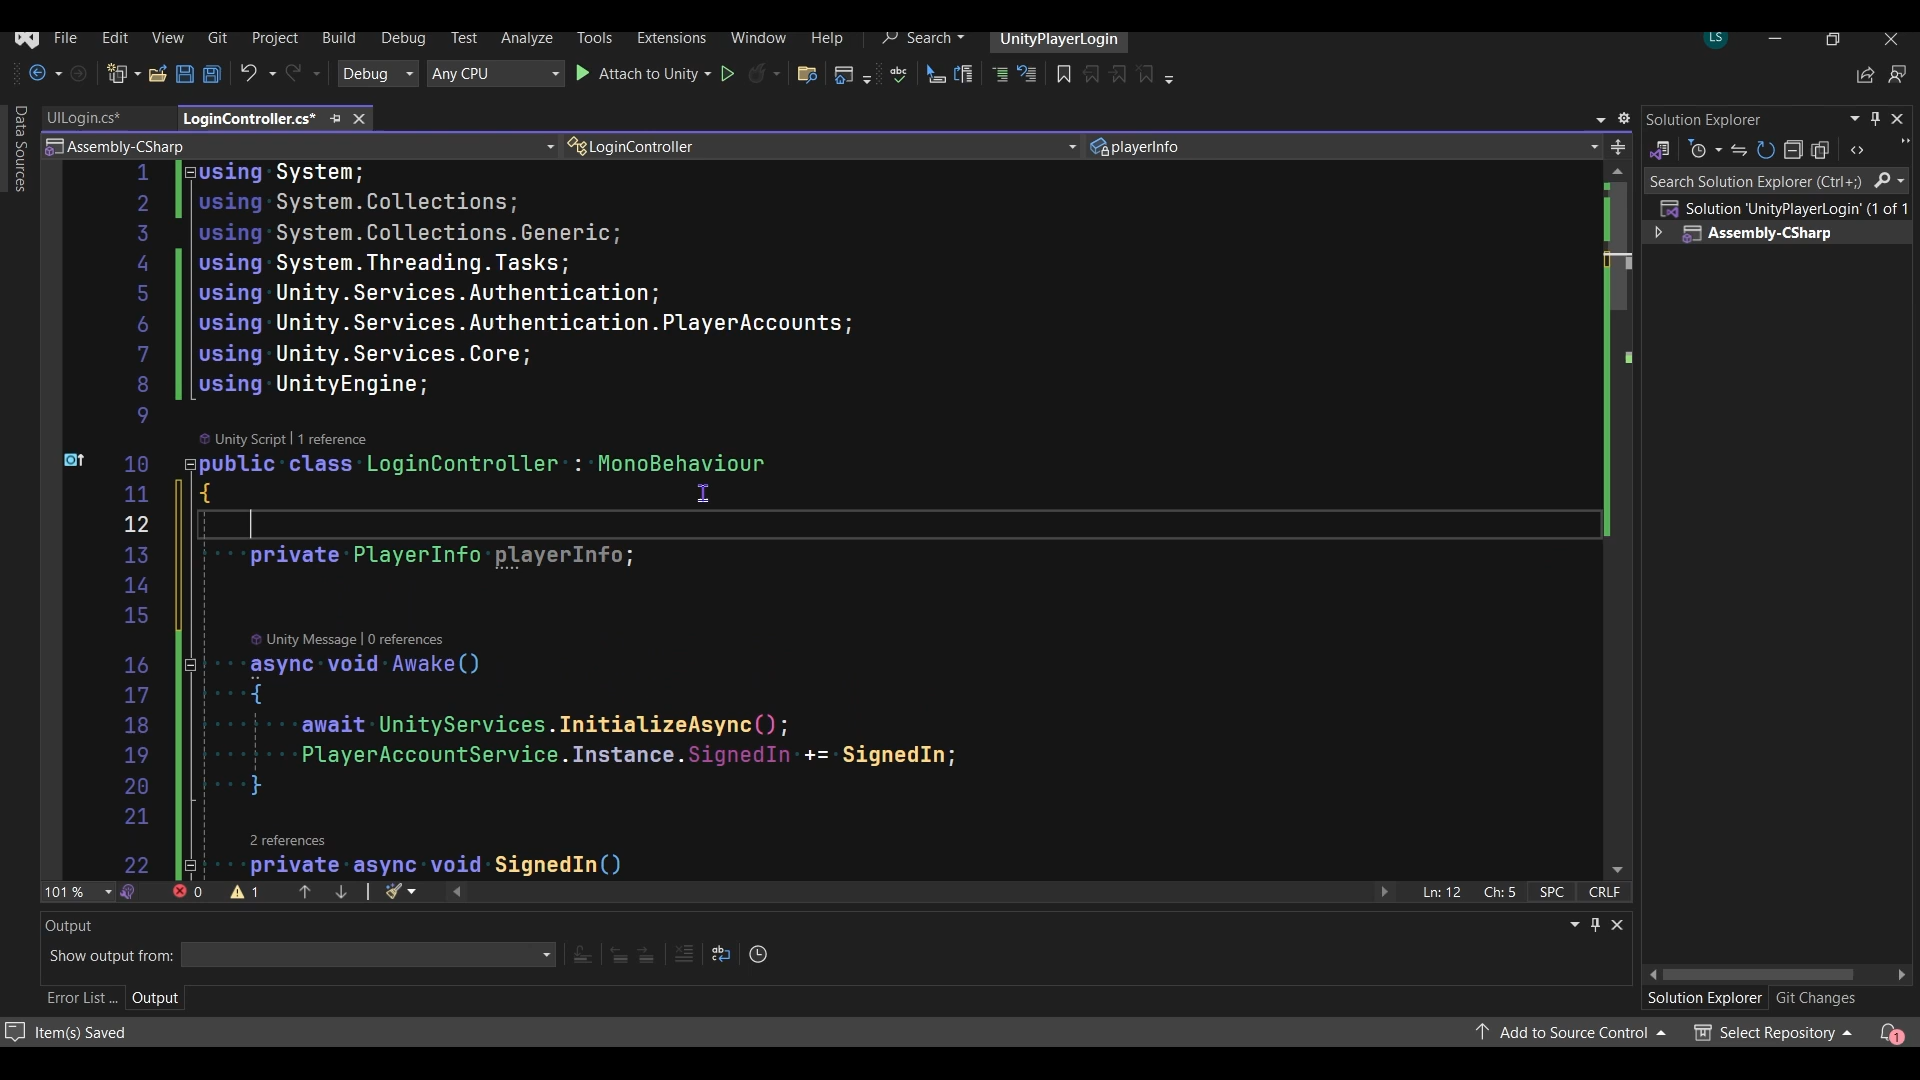 File Edit View Git Project Build Debug Test Analyze Tools Extensions Window Help Search UnityPlayerLogin LS
Debug Any CPU Attach to Unity
UILogin.cs* LoginController.cs*
Assembly-CSharp LoginController playerInfo
1 using System;
2 using System.Collections;
3 using System.Collections.Generic;
4 using System.Threading.Tasks;
5 using Unity.Services.Authentication;
6 using Unity.Services.Authentication.PlayerAccounts;
7 using Unity.Services.Core;
8 using UnityEngine;
9
Unity Script | 1 reference
10 public class LoginController : MonoBehaviour
11 {
12
13 private PlayerInfo playerInfo;
14
15
Unity Message | 0 references
16 async void Awake()
17 {
18 await UnityServices.InitializeAsync();
19 PlayerAccountService.Instance.SignedIn += SignedIn;
20 }
21
2 references
22 private async void SignedIn()
101 % 0 1 Ln: 12 Ch: 5 SPC CRLF
Output
Show output from:
Error List ... Output
Data Sources
Solution Explorer
Search Solution Explorer (Ctrl+;)
Solution 'UnityPlayerLogin' (1 of 1
Assembly-CSharp
Solution Explorer Git Changes
Item(s) Saved Add to Source Control Select Repository 1